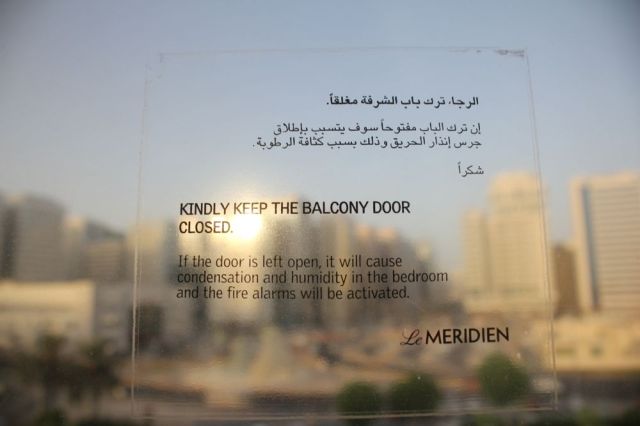 الرجاء ترك باب الشرفة مغلقاً.
إن ترك الباب مفتوحاً سوف يتسبب بإطلاق
جرس إنذار الحريق وذلك بسبب كثافة الرطوبة.
شكراً
KINDLY KEEP THE BALCONY DOOR
CLOSED.
If the door is left open, it will cause
condensation and humidity in the bedroom
and the fire alarms will be activated.
Le MERIDIEN